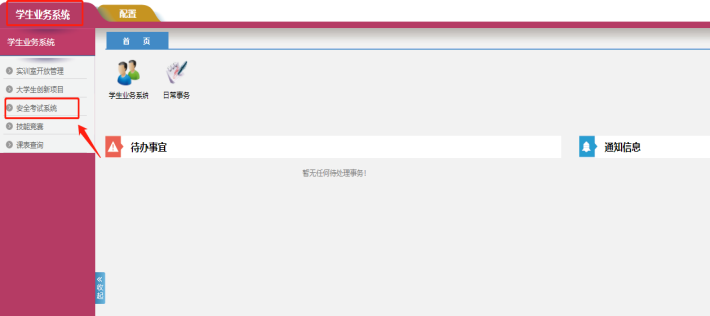 学生业务系统
配置
学生业务系统
首 页
实训室开放管理
大学生创新项目
安全考试系统
技能竞赛
课表查询
学生业务系统
日常事务
待办事宜
通知信息
暂无任何待处理事务！
收起